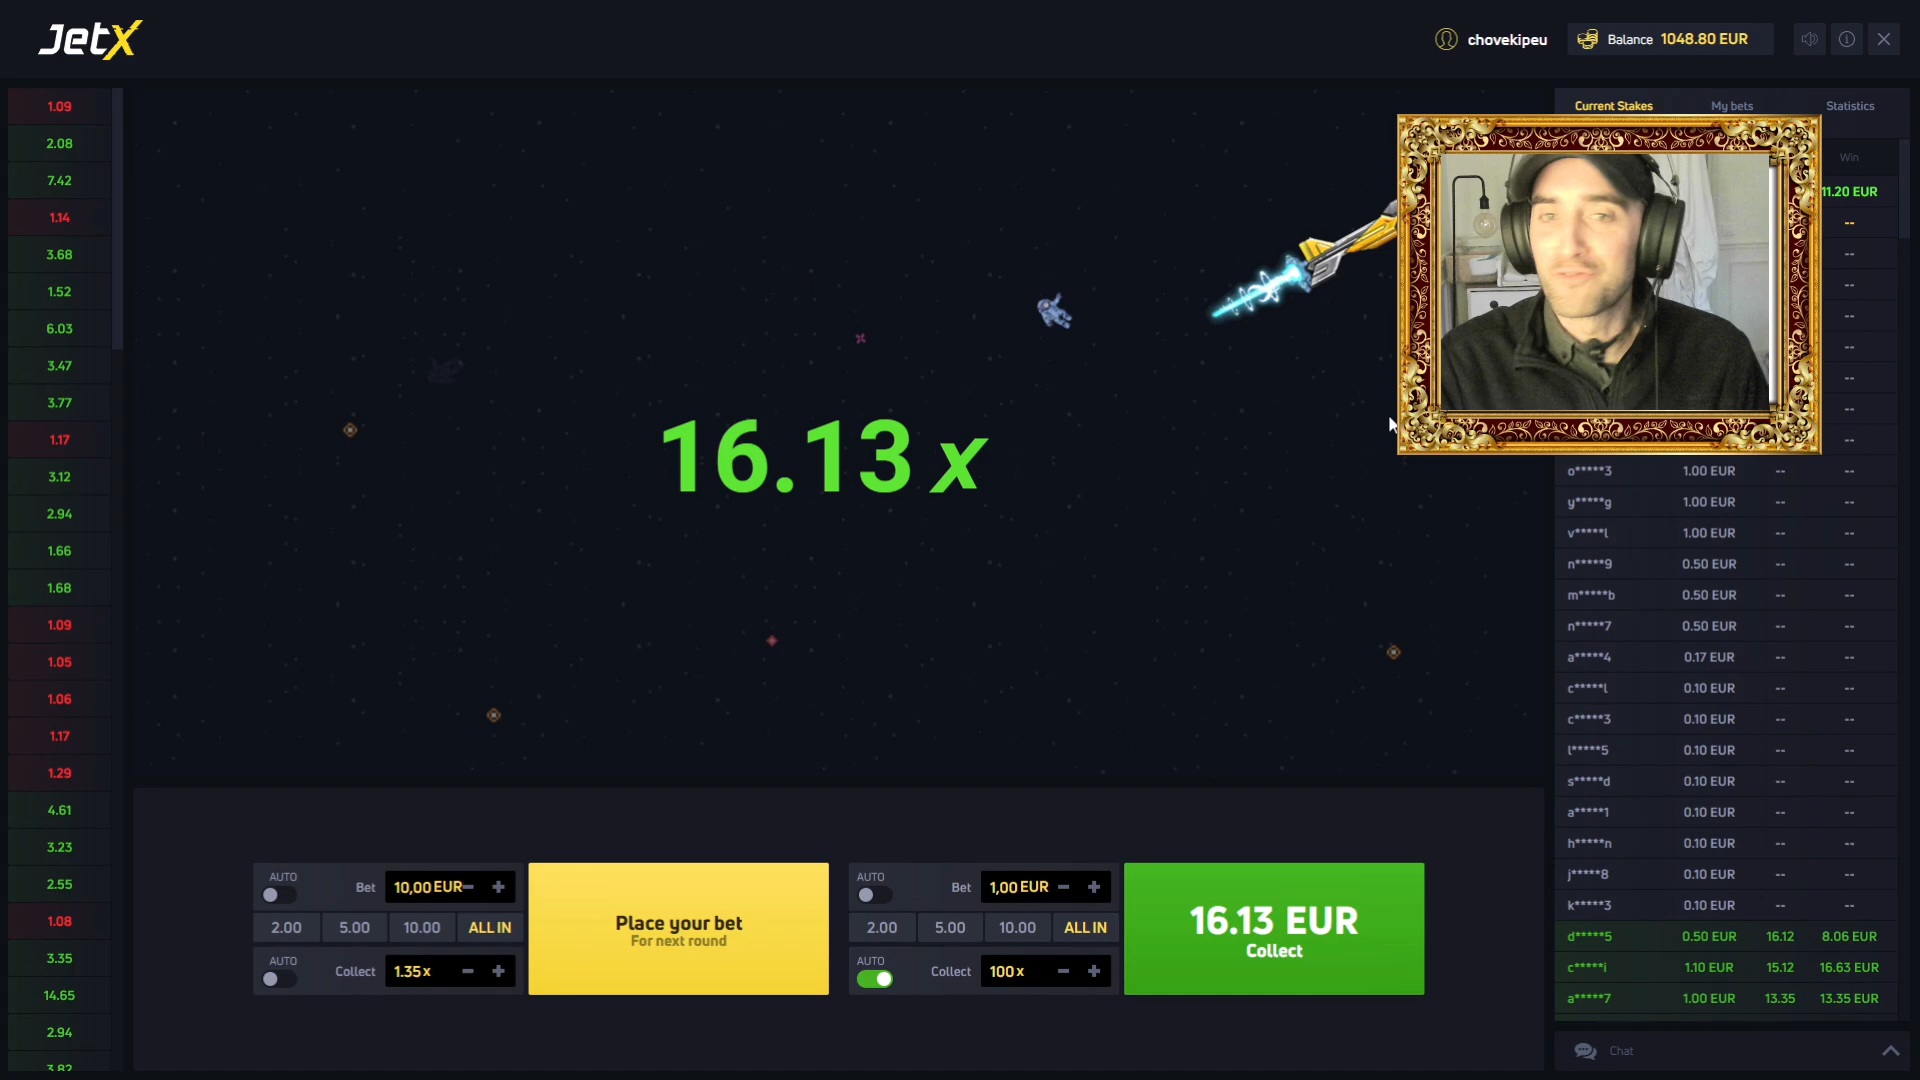 JetX
chovekipeu
Balance 1048.80 EUR
1.09
2.08
7.42
1.14
3.68
1.52
6.03
3.47
3.77
1.17
3.12
2.94
1.66
1.68
1.09
1.05
1.06
1.17
1.29
4.61
3.23
2.55
1.08
3.35
14.65
2.94
3.82
16.13 x
AUTO
Bet 10,00 EUR
2.00 5.00 10.00 ALL IN
AUTO
Collect 1.35 x
Place your bet
For next round
AUTO
Bet 1,00 EUR
2.00 5.00 10.00 ALL IN
AUTO
Collect 100 x
16.13 EUR
Collect
Current Stakes My bets Statistics
Win
11.20 EUR
--
--
--
--
--
--
--
--
o*****3 1.00 EUR -- --
y*****g 1.00 EUR -- --
v*****l 1.00 EUR -- --
n*****9 0.50 EUR -- --
m*****b 0.50 EUR -- --
n*****7 0.50 EUR -- --
a*****4 0.17 EUR -- --
c*****l 0.10 EUR -- --
c*****3 0.10 EUR -- --
l*****5 0.10 EUR -- --
s*****d 0.10 EUR -- --
a*****1 0.10 EUR -- --
h*****n 0.10 EUR -- --
j*****8 0.10 EUR -- --
k*****3 0.10 EUR -- --
d*****5 0.50 EUR 16.12 8.06 EUR
c*****i 1.10 EUR 15.12 16.63 EUR
a*****7 1.00 EUR 13.35 13.35 EUR
Chat